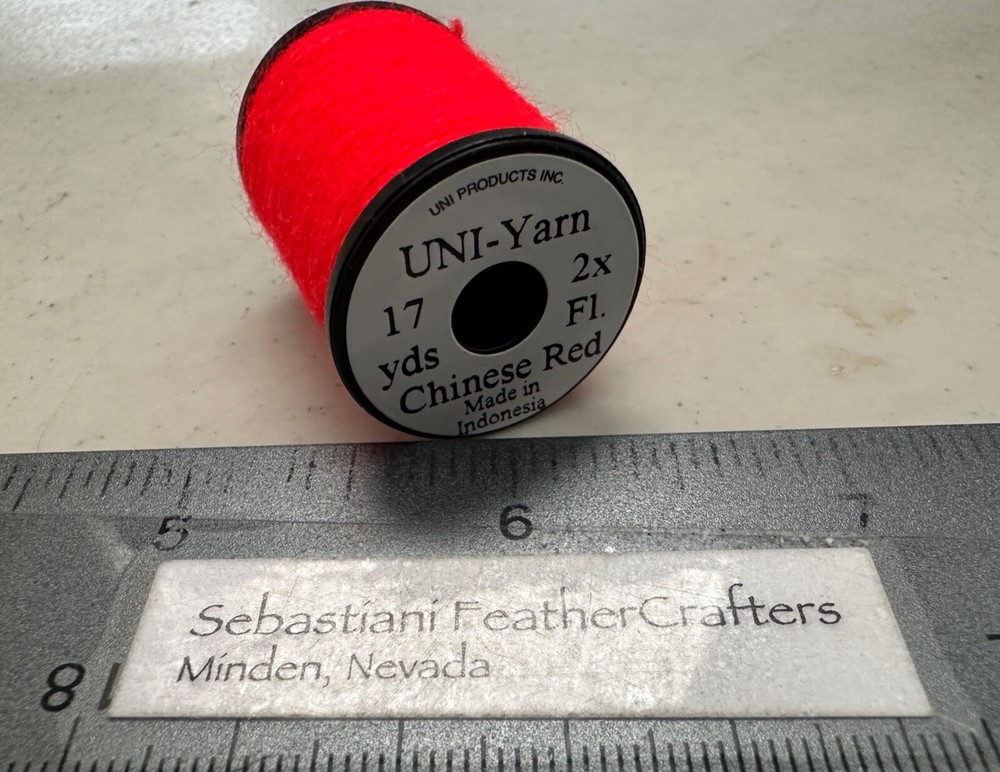 UNI PRODUCTS INC.
UNI-Yarn
17 yds
2x Fl.
Chinese Red
Made in
Indonesia
5 6 7
Sebastiani FeatherCrafters
Minden, Nevada
8